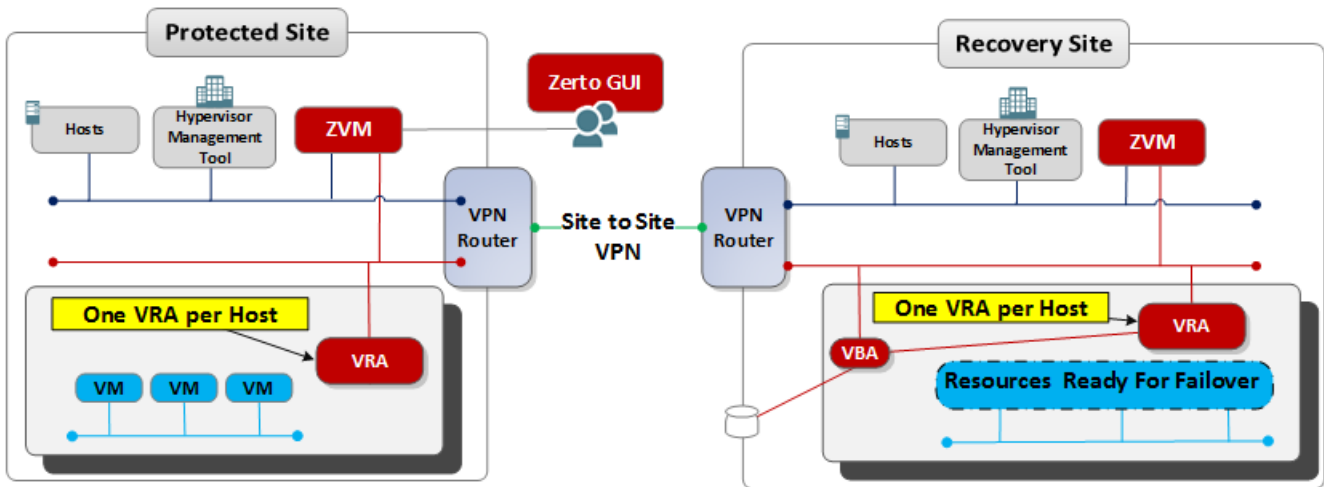 Protected Site
Recovery Site
Zerto GUI
Hosts
Hypervisor
Management
Tool
ZVM
Hosts
Hypervisor
Management
Tool
ZVM
VPN
Router
Site to Site
VPN
VPN
Router
One VRA per Host
VRA
VM
VM
VM
One VRA per Host
VRA
VBA
Resources Ready For Failover